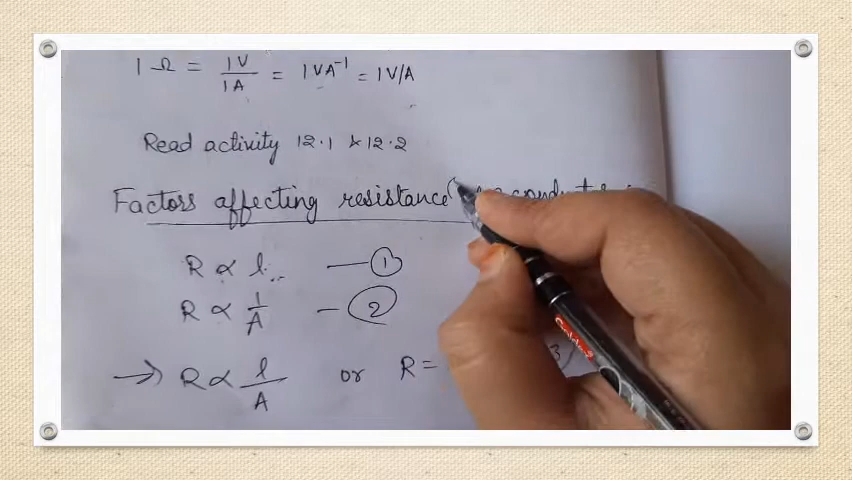 1 Ω = 1V/1A = 1VA⁻¹ = 1V/A
Read activity 12.1 & 12.2
Factors affecting resistance (
R ∝ l — ①
R ∝ 1/A — ②
→ R ∝ l/A or R =